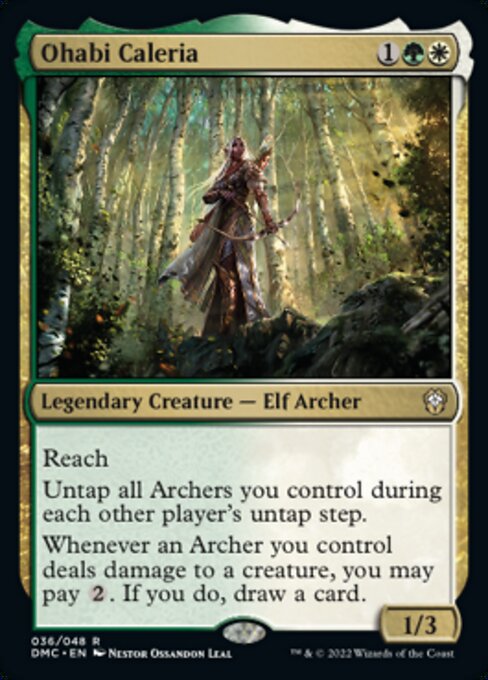 Ohabi Caleria 1
Legendary Creature — Elf Archer
Reach
Untap all Archers you control during
each other player's untap step.
Whenever an Archer you control
deals damage to a creature, you may
pay 2. If you do, draw a card.
1/3
036/048 R
DMC • EN Nestor Ossandon Leal
™ & © 2022 Wizards of the Coast